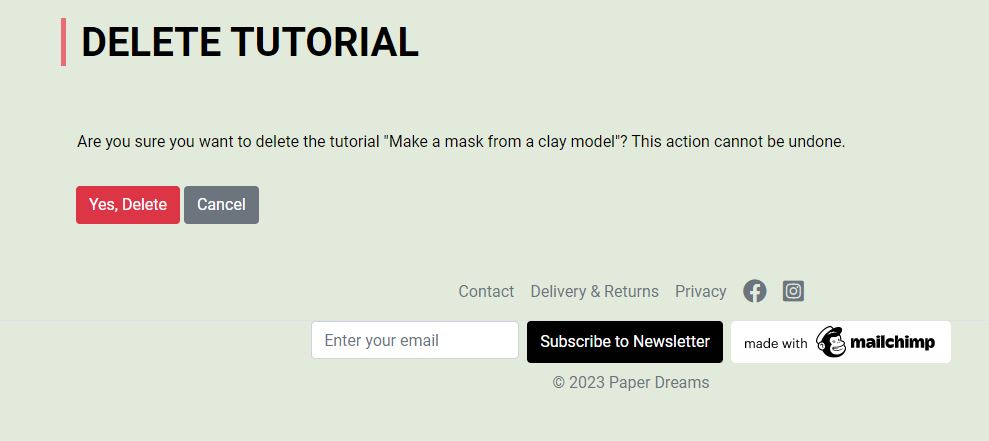 DELETE TUTORIAL
Are you sure you want to delete the tutorial "Make a mask from a clay model"? This action cannot be undone.
Yes, Delete Cancel
Contact Delivery & Returns Privacy
Enter your email Subscribe to Newsletter made with mailchimp
© 2023 Paper Dreams